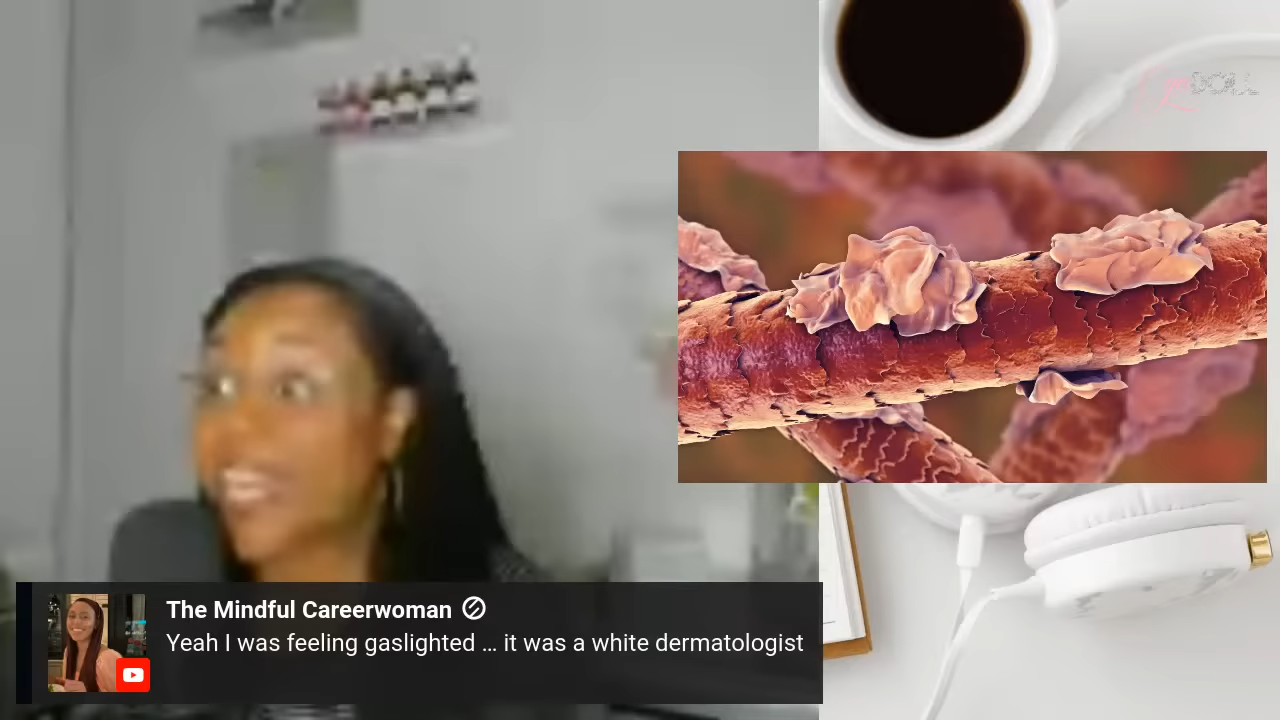 The Mindful Careerwoman
Yeah I was feeling gaslighted … it was a white dermatologist